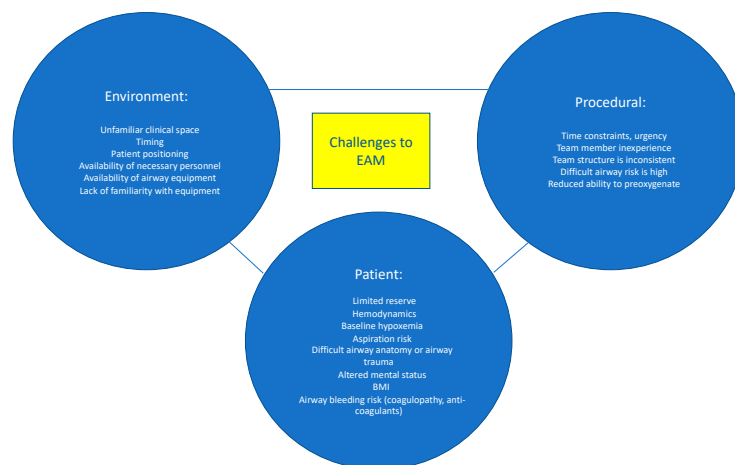 Environment:
Unfamiliar clinical space
Timing
Patient positioning
Availability of necessary personnel
Availability of airway equipment
Lack of familiarity with equipment
Challenges to
EAM
Procedural:
Time constraints, urgency
Team member inexperience
Team structure is inconsistent
Difficult airway risk is high
Reduced ability to preoxygenate
Patient:
Limited reserve
Hemodynamics
Baseline hypoxemia
Aspiration risk
Difficult airway anatomy or airway
trauma
Altered mental status
BMI
Airway bleeding risk (coagulopathy, anti-
coagulants)